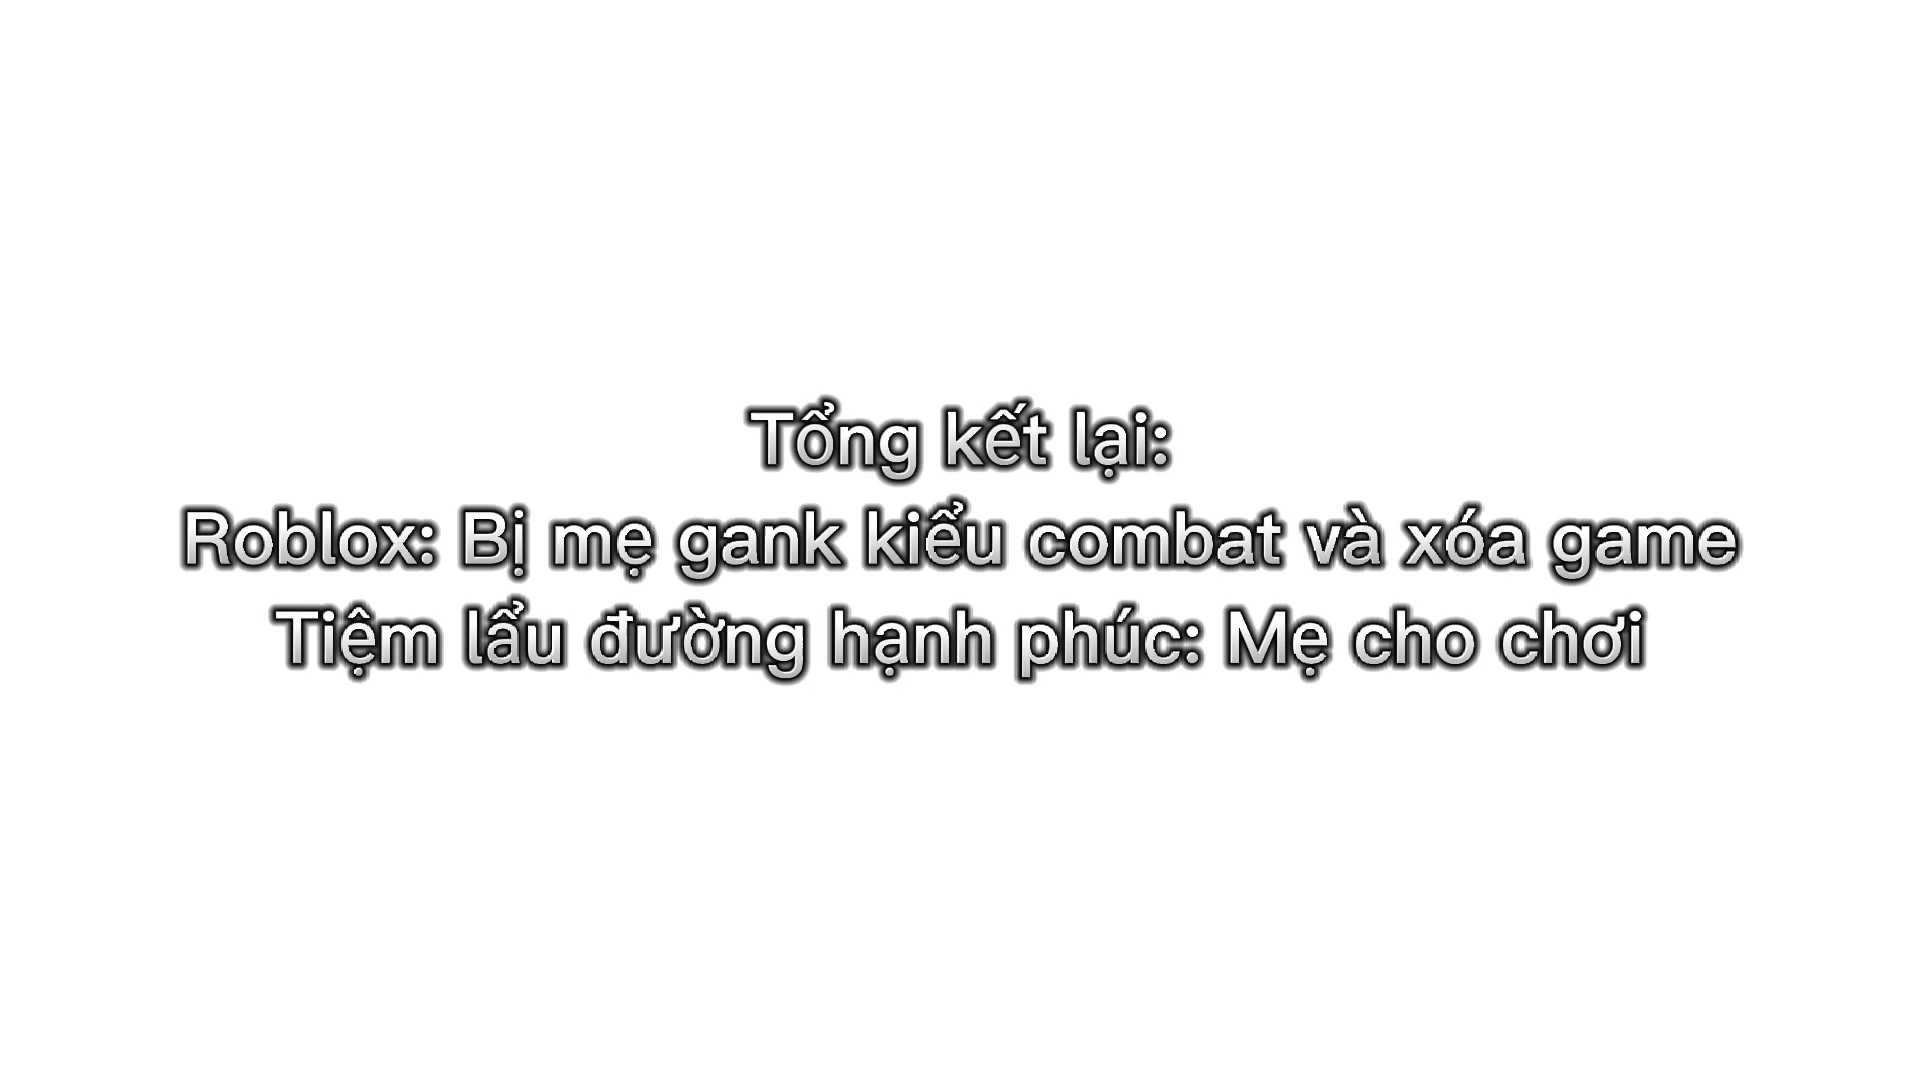 Tổng kết lại:
Roblox: Bị mẹ gank kiểu combat và xóa game
Tiệm lẩu đường hạnh phúc: Mẹ cho chơi